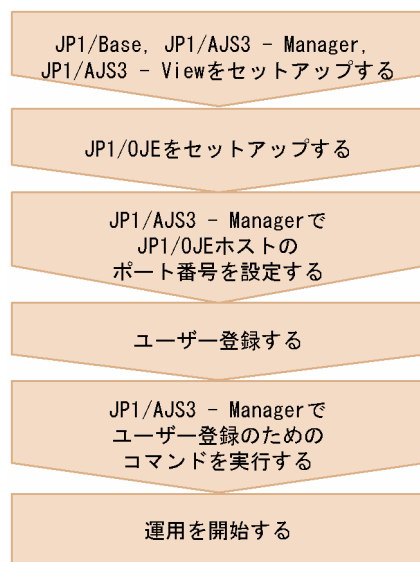 JP1/Base, JP1/AJS3 - Manager,
JP1/AJS3 - Viewをセットアップする
JP1/OJEをセットアップする
JP1/AJS3 - Managerで
JP1/OJEホストの
ポート番号を設定する
ユーザー登録する
JP1/AJS3 - Managerで
ユーザー登録のための
コマンドを実行する
運用を開始する